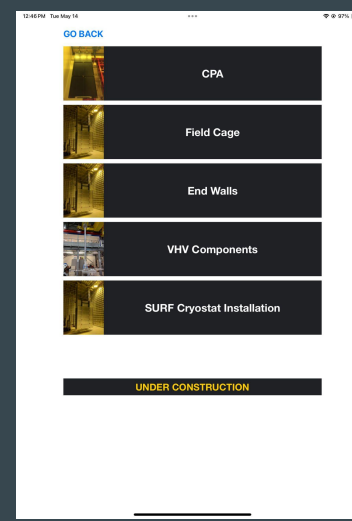 12:46 PM Tue May 14
97%
GO BACK
CPA
Field Cage
End Walls
VHV Components
SURF Cryostat Installation
UNDER CONSTRUCTION